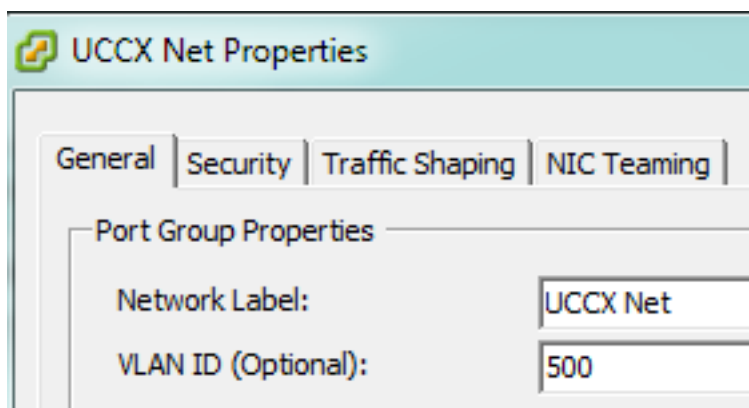 UCCX Net Properties
General Security Traffic Shaping NIC Teaming
Port Group Properties
Network Label: UCCX Net
VLAN ID (Optional): 500